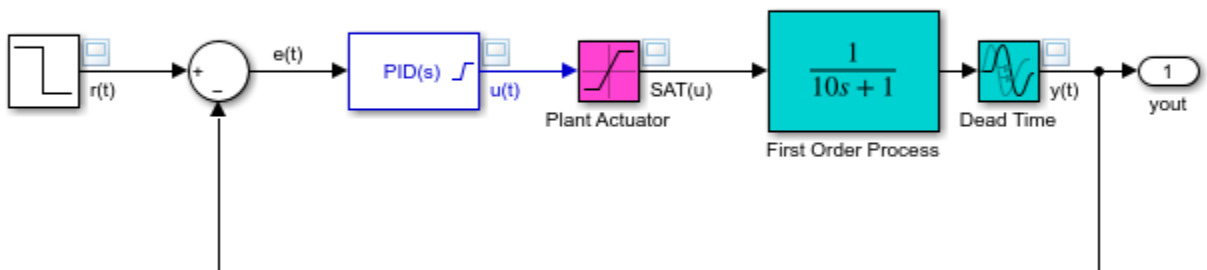 r(t)
+
−
e(t)
PID(s)
u(t)
Plant Actuator
SAT(u)
1
10s + 1
First Order Process
Dead Time
y(t)
1
yout